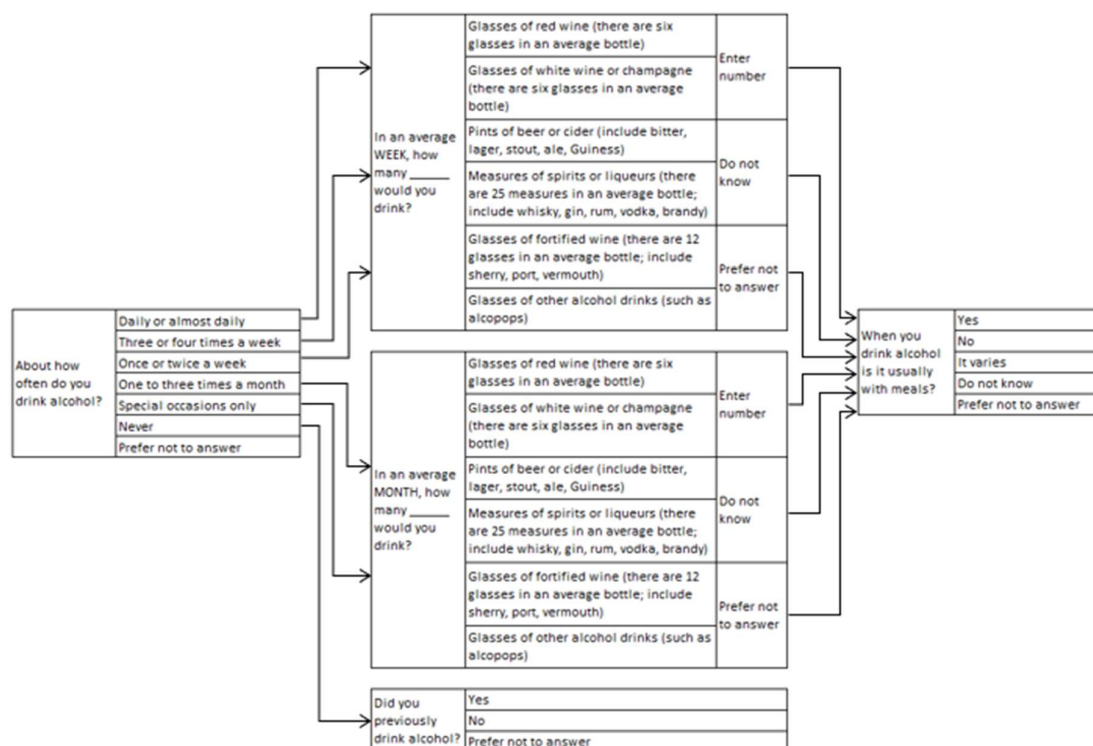 About how
often do you
drink alcohol?
Daily or almost daily
Three or four times a week
Once or twice a week
One to three times a month
Special occasions only
Never
Prefer not to answer
In an average
WEEK, how
many ______
would you
drink?
Glasses of red wine (there are six
glasses in an average bottle)
Glasses of white wine or champagne
(there are six glasses in an average
bottle)
Pints of beer or cider (include bitter,
lager, stout, ale, Guiness)
Measures of spirits or liqueurs (there
are 25 measures in an average bottle;
include whisky, gin, rum, vodka, brandy)
Glasses of fortified wine (there are 12
glasses in an average bottle; include
sherry, port, vermouth)
Glasses of other alcohol drinks (such as
alcopops)
Enter
number
Do not
know
Prefer not
to answer
In an average
MONTH, how
many ______
would you
drink?
Glasses of red wine (there are six
glasses in an average bottle)
Glasses of white wine or champagne
(there are six glasses in an average
bottle)
Pints of beer or cider (include bitter,
lager, stout, ale, Guiness)
Measures of spirits or liqueurs (there
are 25 measures in an average bottle;
include whisky, gin, rum, vodka, brandy)
Glasses of fortified wine (there are 12
glasses in an average bottle; include
sherry, port, vermouth)
Glasses of other alcohol drinks (such as
alcopops)
Enter
number
Do not
know
Prefer not
to answer
Did you
previously
drink alcohol?
Yes
No
Prefer not to answer
When you
drink alcohol
is it usually
with meals?
Yes
No
It varies
Do not know
Prefer not to answer